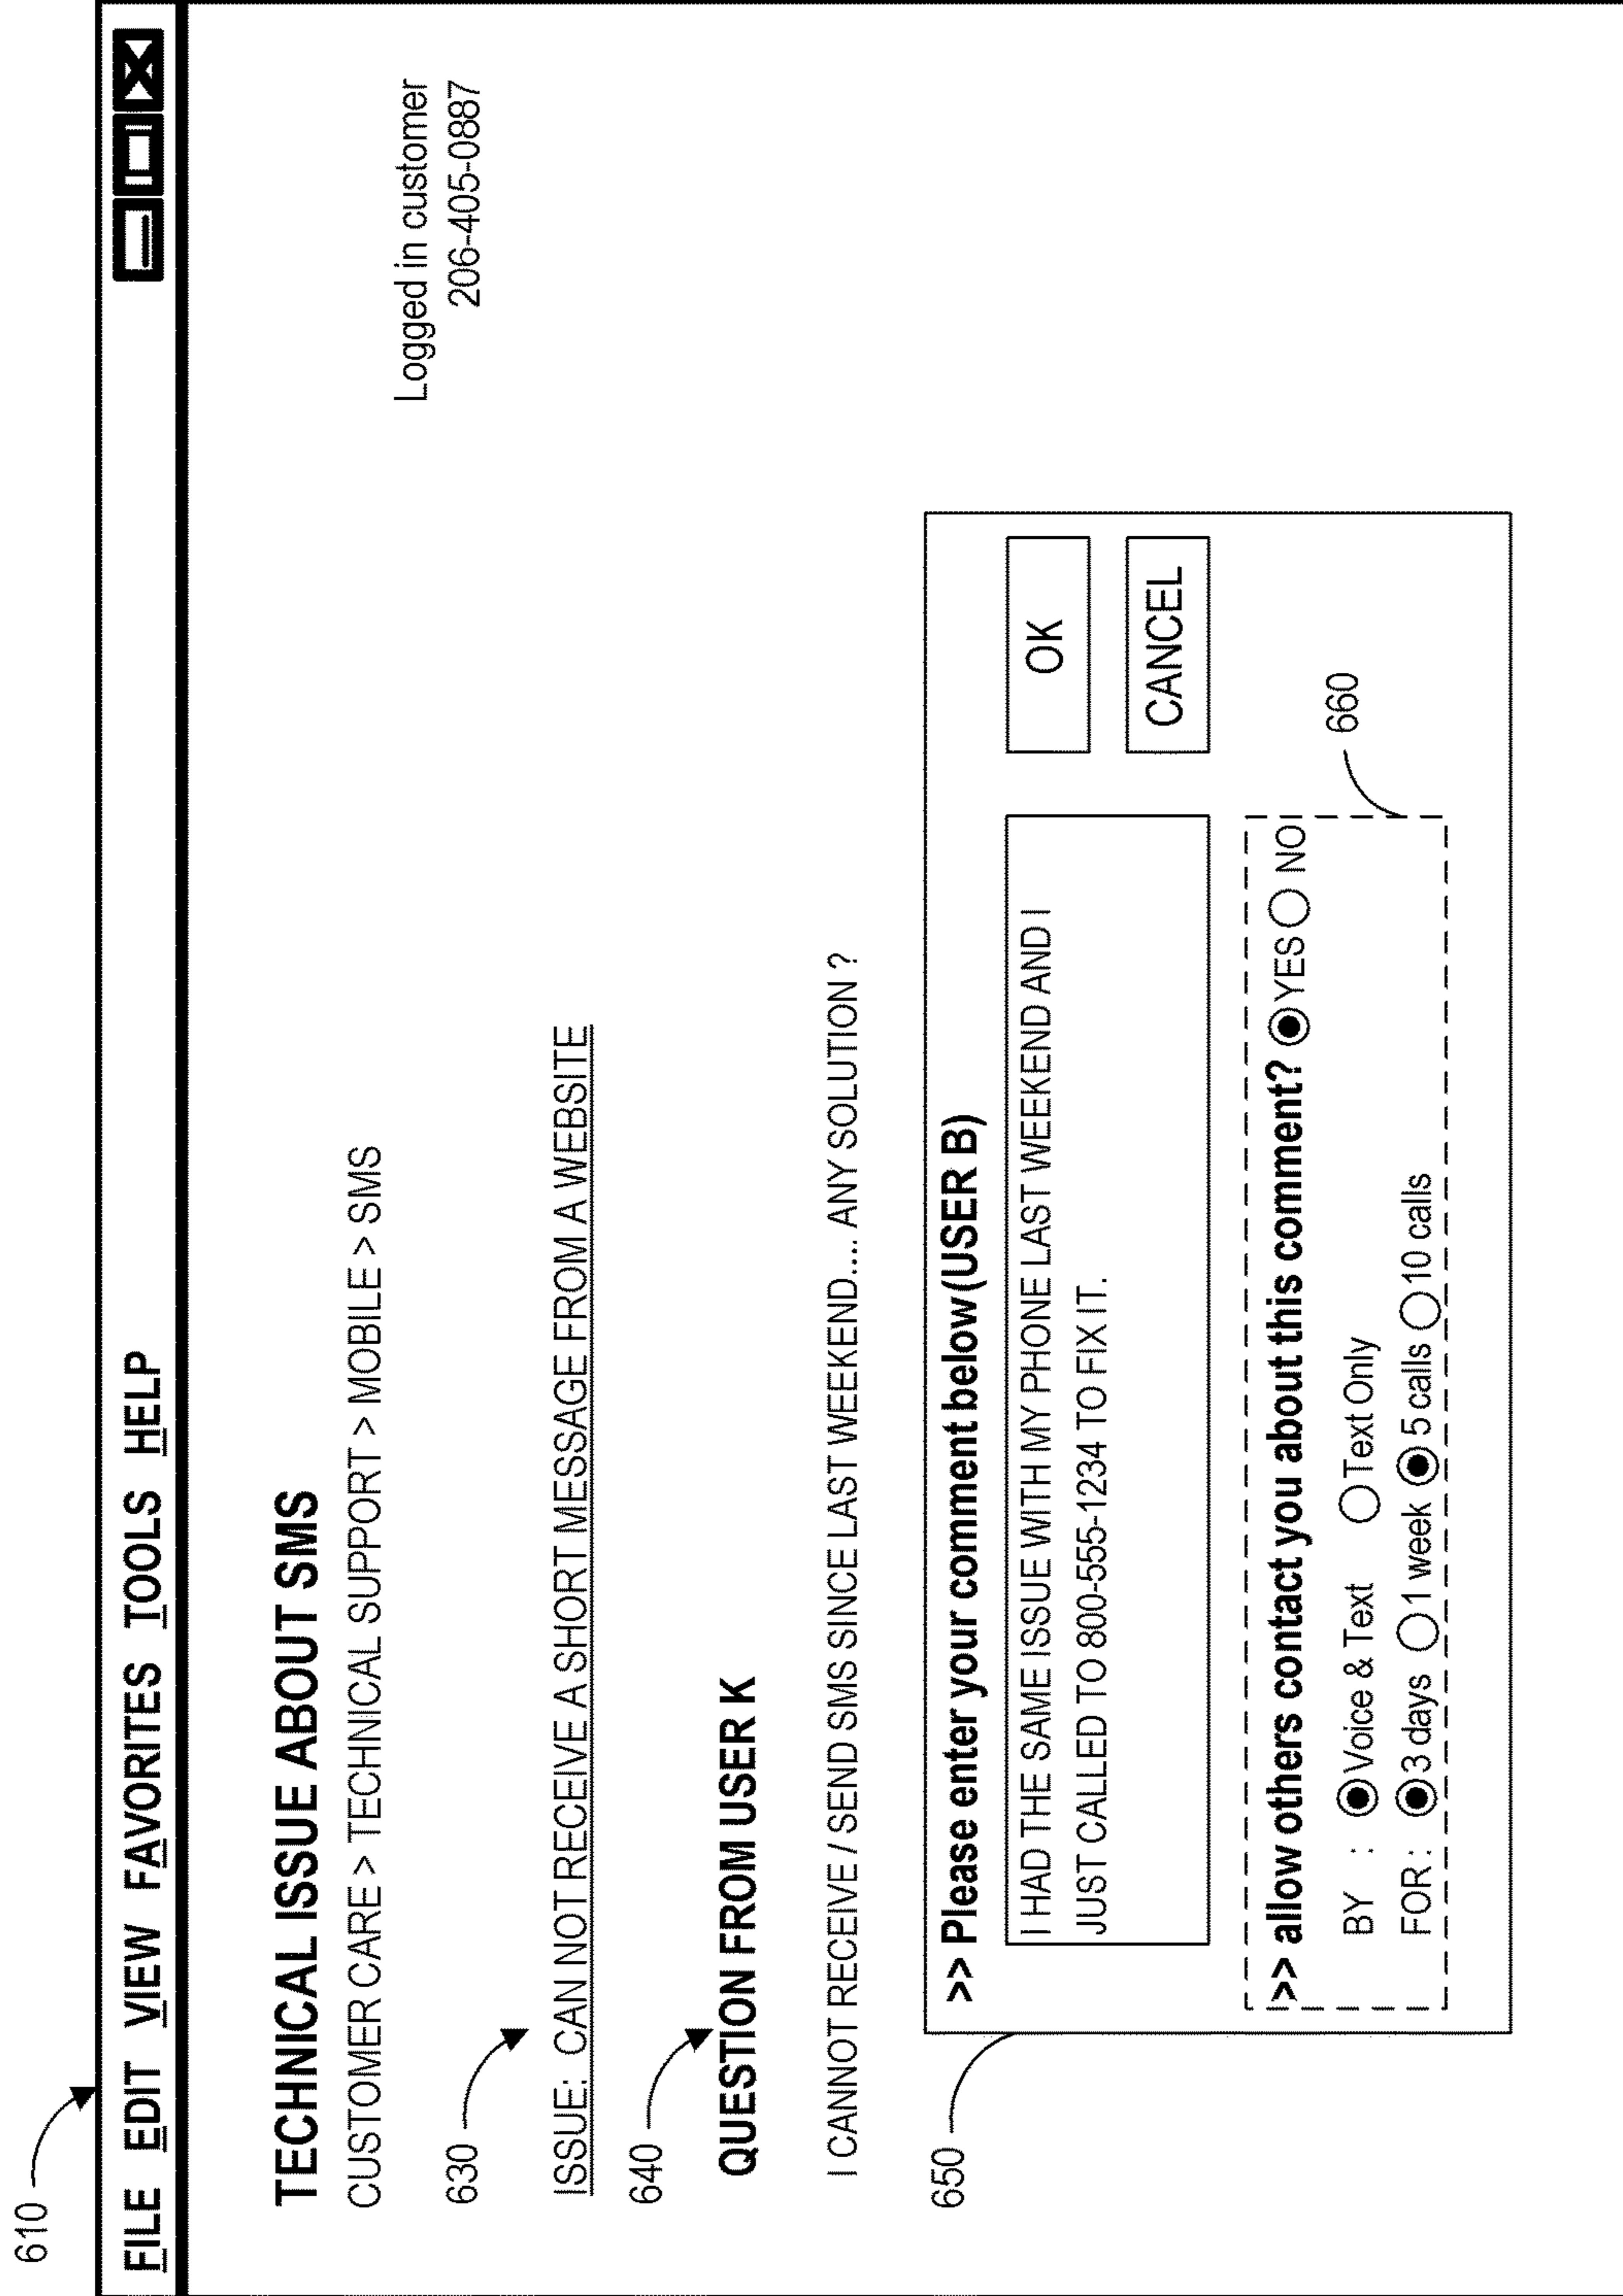 610
FILE EDIT VIEW FAVORITES TOOLS HELP
TECHNICAL ISSUE ABOUT SMS
CUSTOMER CARE > TECHNICAL SUPPORT > MOBILE > SMS
Logged in customer
206-405-0887
630
ISSUE: CAN NOT RECEIVE A SHORT MESSAGE FROM A WEBSITE
640
QUESTION FROM USER K
I CANNOT RECEIVE / SEND SMS SINCE LAST WEEKEND.... ANY SOLUTION ?
650
>> Please enter your comment below (USER B)
I HAD THE SAME ISSUE WITH MY PHONE LAST WEEKEND AND I
JUST CALLED TO 800-555-1234 TO FIX IT.
OK
CANCEL
660
>> allow others contact you about this comment? YES NO
BY : Voice & Text Text Only
FOR : 3 days 1 week 5 calls 10 calls